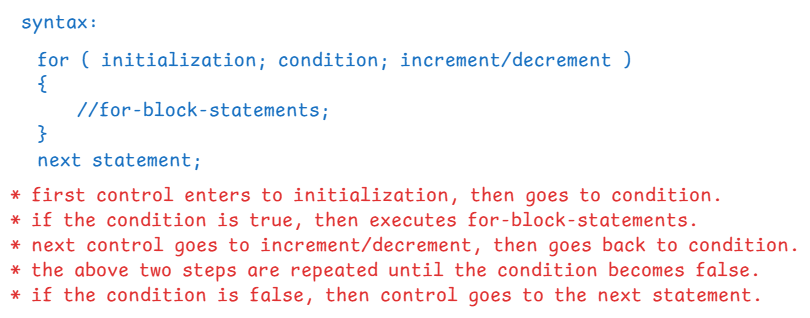 syntax:
for ( initialization; condition; increment/decrement )
{
//for-block-statements;
}
next statement;
* first control enters to initialization, then goes to condition.
* if the condition is true, then executes for-block-statements.
* next control goes to increment/decrement, then goes back to condition.
* the above two steps are repeated until the condition becomes false.
* if the condition is false, then control goes to the next statement.